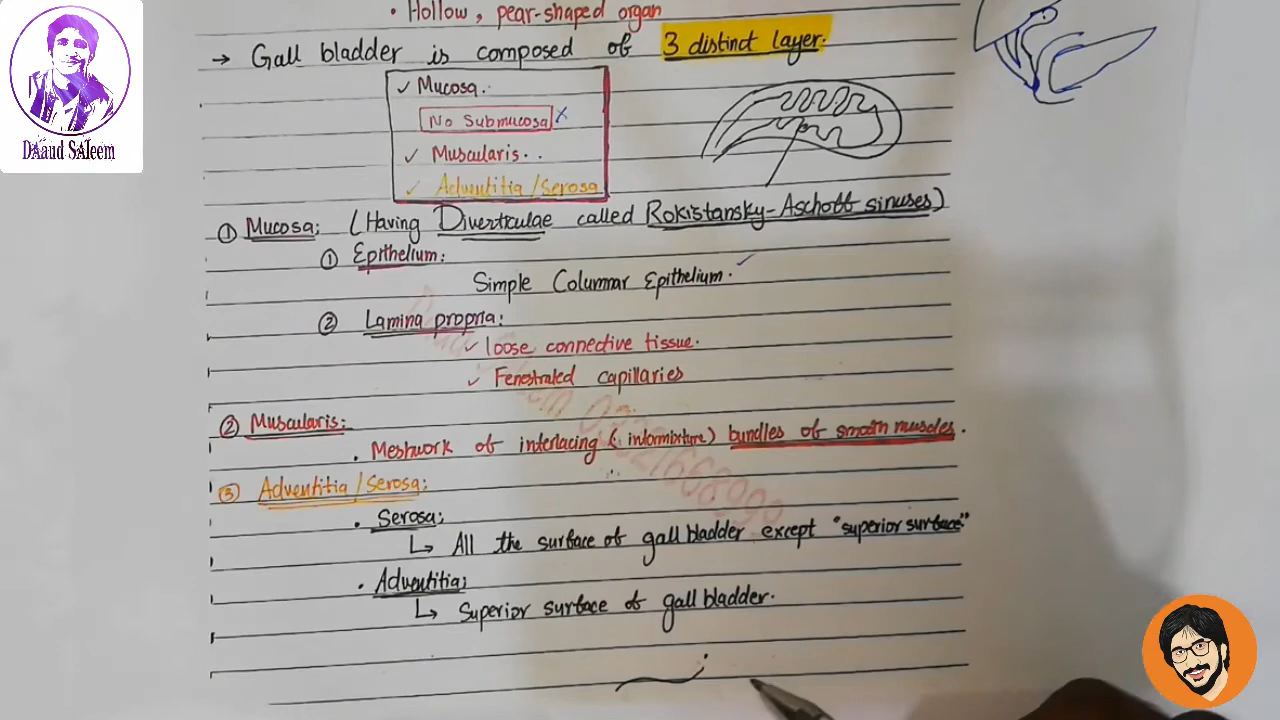 • Hollow, pear-shaped organ
→ Gall bladder is composed of 3 distinct layer.
✓ Mucosa.
No Submucosa x
✓ Muscularis..
✓ Adventitia/Serosa
① Mucosa: (Having Diverticulae called Rokistansky-Aschoff sinuses)
① Epithelium:
Simple Columnar Epithelium.
② Lamina propria:
✓ loose connective tissue.
✓ Fenestrated capillaries
② Muscularis:
• Meshwork of interlacing (intermixture) bundles of smooth muscles.
③ Adventitia/Serosa:
• Serosa:
↳ All the surface of gall bladder except "superior surface"
• Adventitia:
↳ Superior surface of gall bladder.
DAaud SAleem